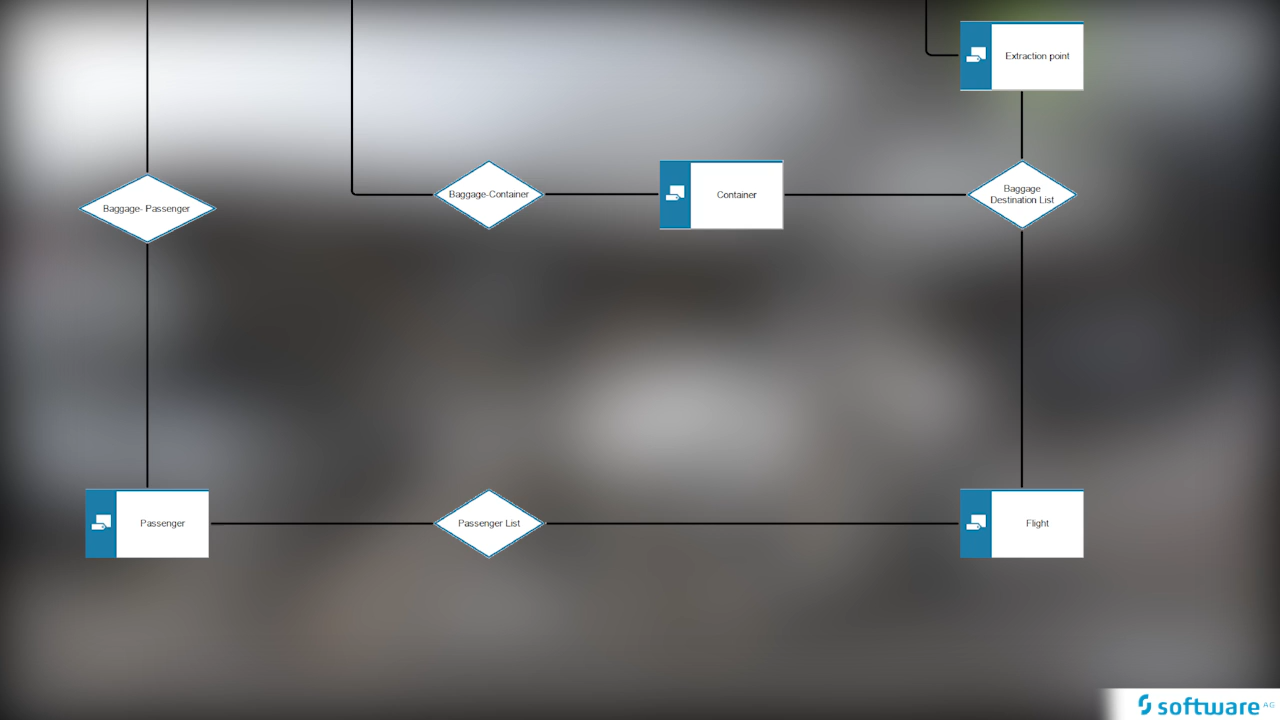 Extraction point
Baggage- Passenger
Baggage-Container
Container
Baggage
Destination List
Passenger
Passenger List
Flight
software AG